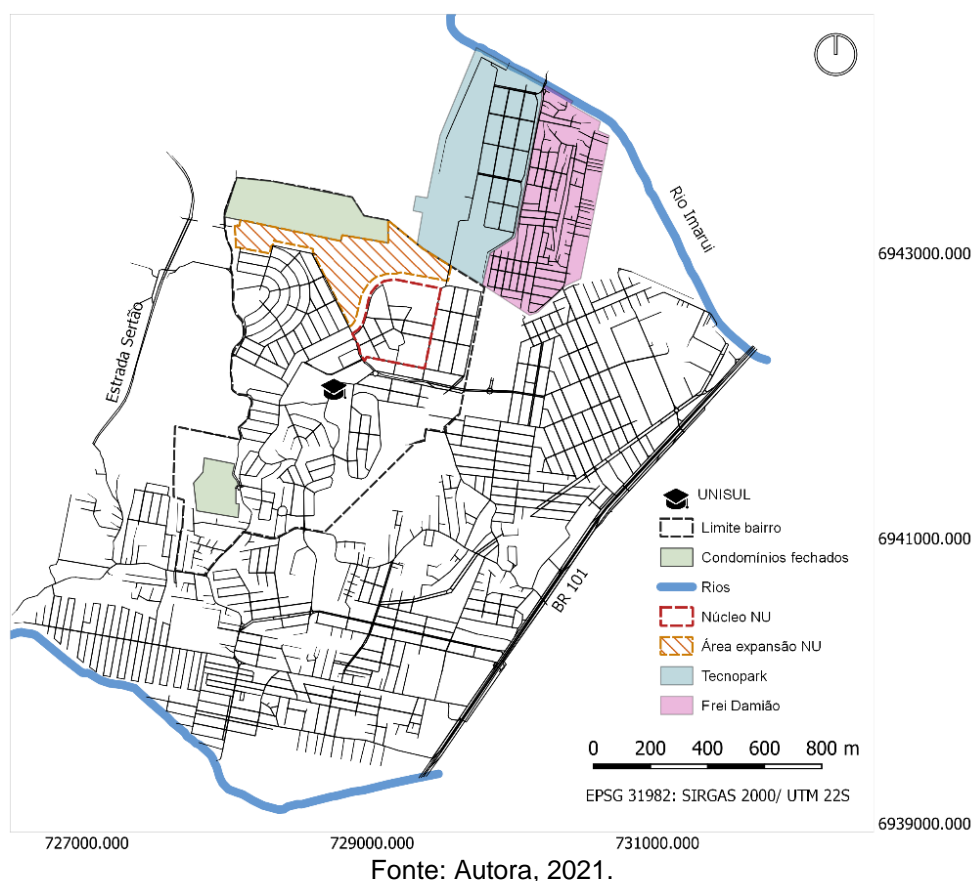 Rio Imarui
6943000.000
Estrada Sertão
UNISUL
Limite bairro
6941000.000
Condomínios fechados
Rios
BR 101
Núcleo NU
Área expansão NU
Tecnopark
Frei Damião
0 200 400 600 800 m
EPSG 31982: SIRGAS 2000/ UTM 22S
6939000.000
727000.000 729000.000 731000.000
Fonte: Autora, 2021.